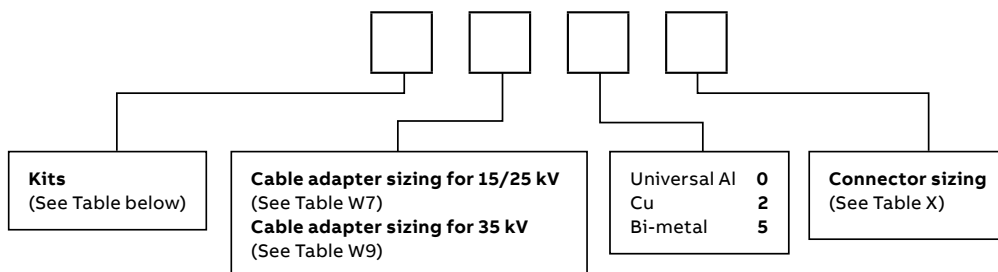 Kits
(See Table below)
Cable adapter sizing for 15/25 kV
(See Table W7)
Cable adapter sizing for 35 kV
(See Table W9)
Universal Al 0
Cu 2
Bi-metal 5
Connector sizing
(See Table X)